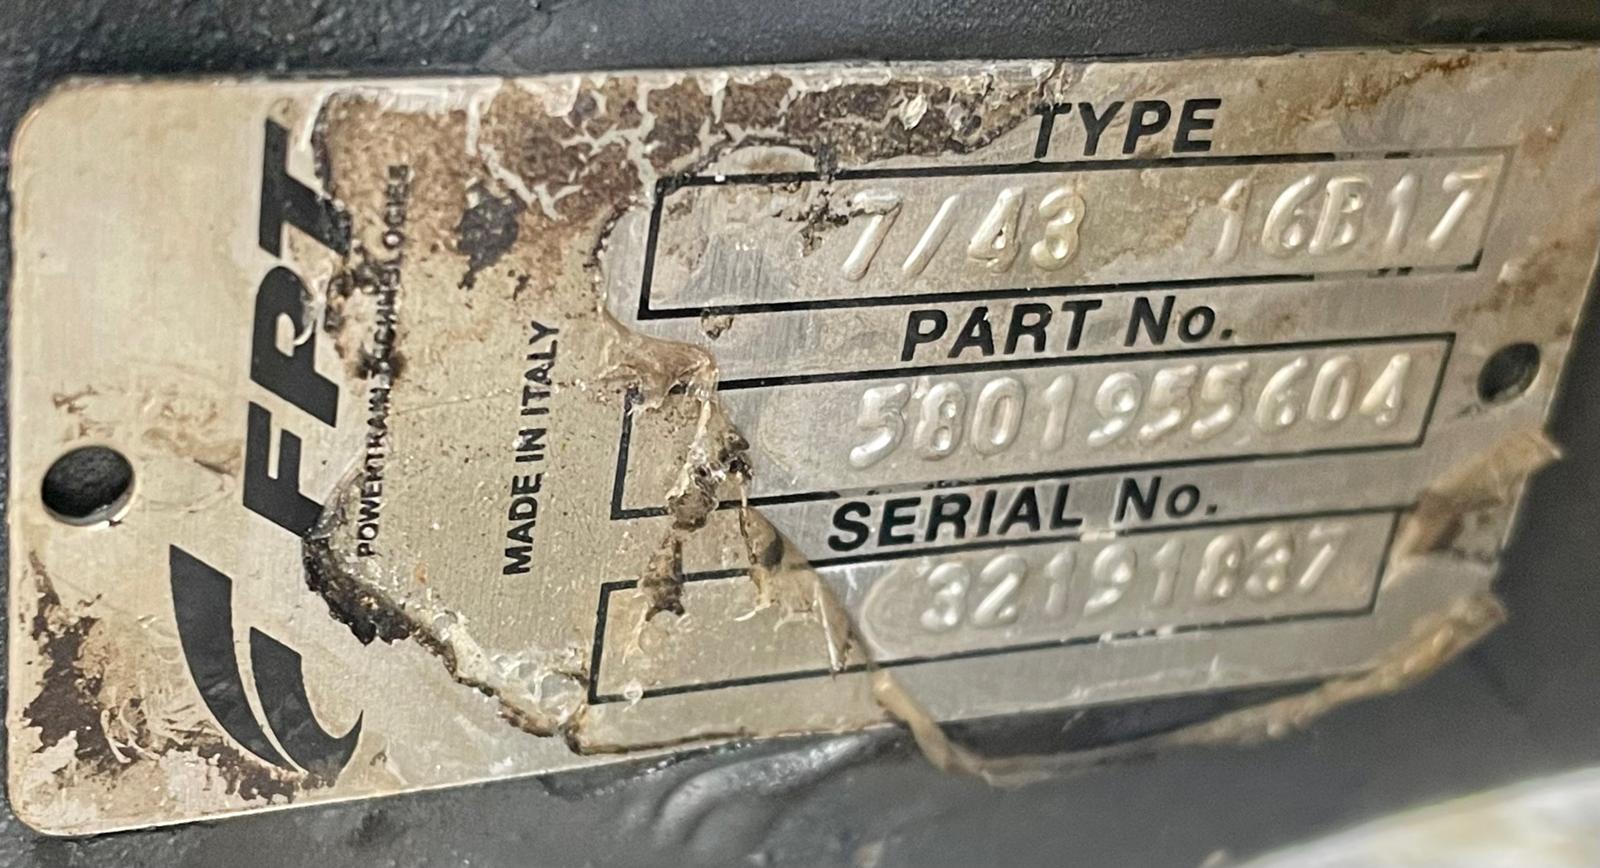 FPT
POWERTRAIN TECHNOLOGIES
MADE IN ITALY
TYPE
7/43 16B17
PART No.
5801955604
SERIAL No.
32191837